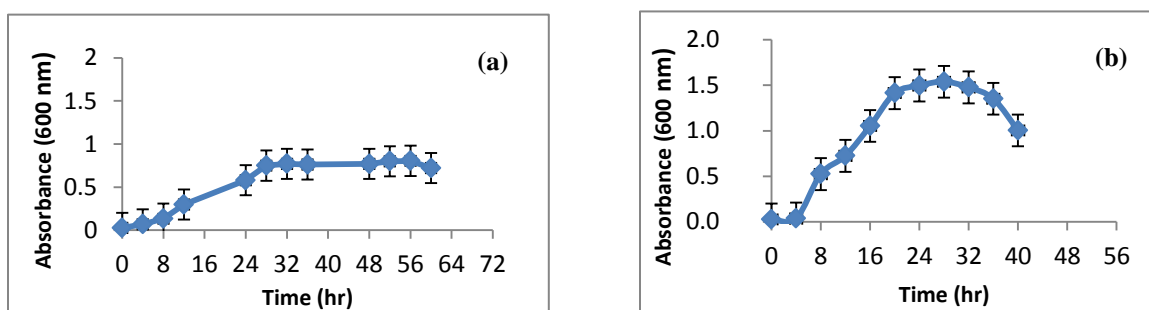 (a)
Absorbance (600 nm)
2
1.5
1
0.5
0
0 8 16 24 32 40 48 56 64 72
Time (hr)
(b)
Absorbance (600 nm)
2.0
1.5
1.0
0.5
0.0
0 8 16 24 32 40 48 56
Time (hr)